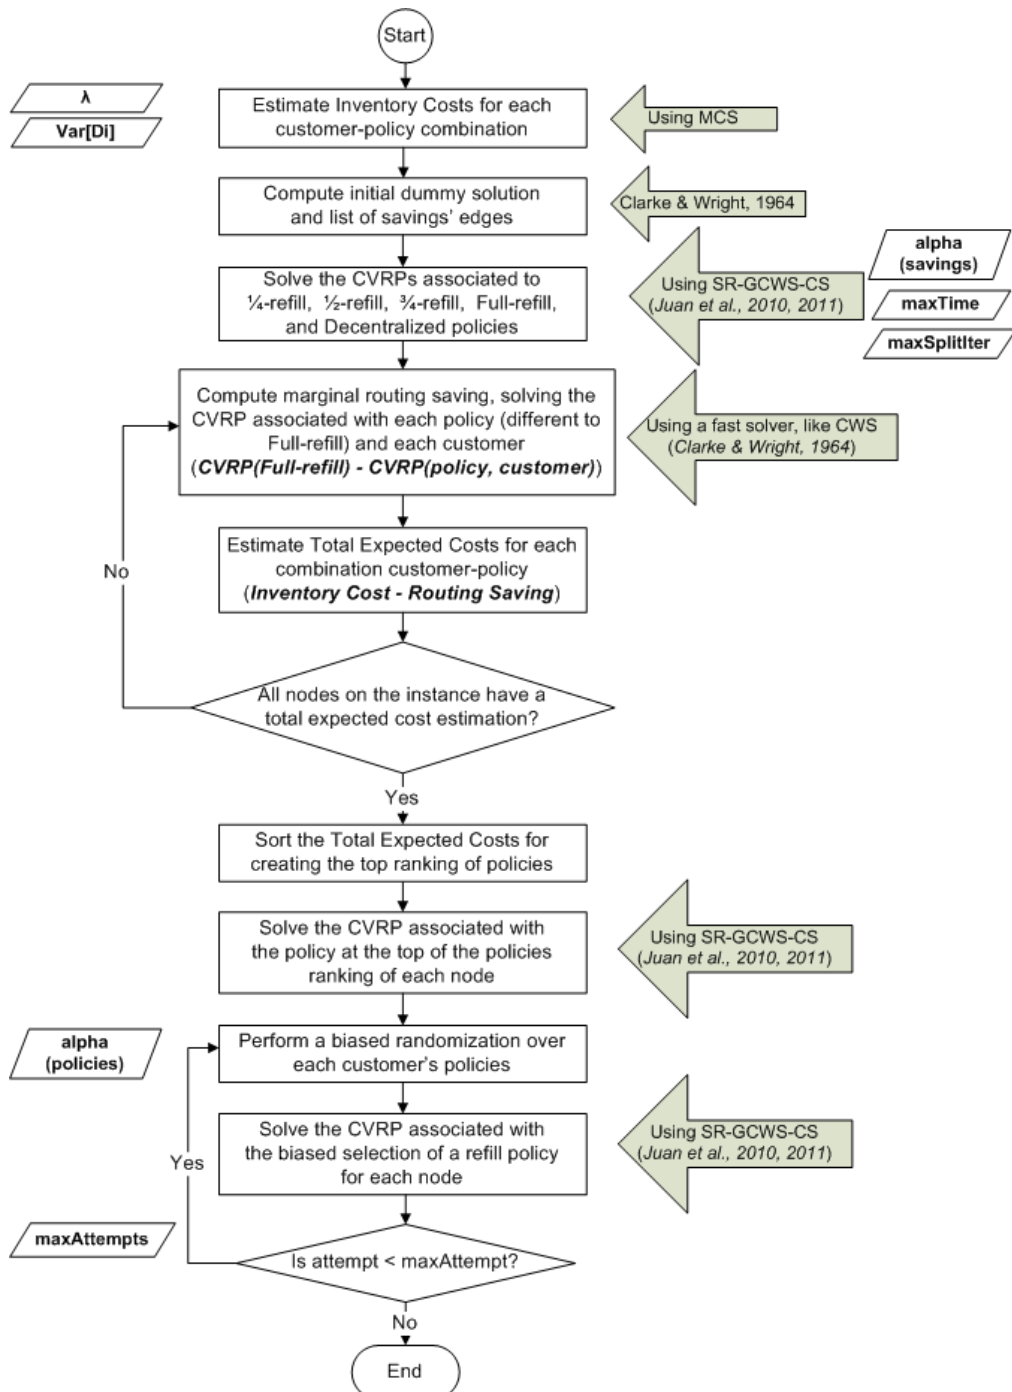 Start
λ
Var[Di]
Estimate Inventory Costs for each
customer-policy combination
Using MCS
Compute initial dummy solution
and list of savings' edges
Clarke & Wright, 1964
Solve the CVRPs associated to
¼-refill, ½-refill, ¾-refill, Full-refill,
and Decentralized policies
Using SR-GCWS-CS
(Juan et al., 2010, 2011)
alpha
(savings)
maxTime
maxSplitIter
Compute marginal routing saving, solving the
CVRP associated with each policy (different to
Full-refill) and each customer
(CVRP(Full-refill) - CVRP(policy, customer))
Using a fast solver, like CWS
(Clarke & Wright, 1964)
Estimate Total Expected Costs for each
combination customer-policy
(Inventory Cost - Routing Saving)
No
All nodes on the instance have a
total expected cost estimation?
Yes
Sort the Total Expected Costs for
creating the top ranking of policies
Solve the CVRP associated with
the policy at the top of the policies
ranking of each node
Using SR-GCWS-CS
(Juan et al., 2010, 2011)
alpha
(policies)
Perform a biased randomization over
each customer's policies
Solve the CVRP associated with
the biased selection of a refill policy
for each node
Using SR-GCWS-CS
(Juan et al., 2010, 2011)
Yes
maxAttempts
Is attempt < maxAttempt?
No
End